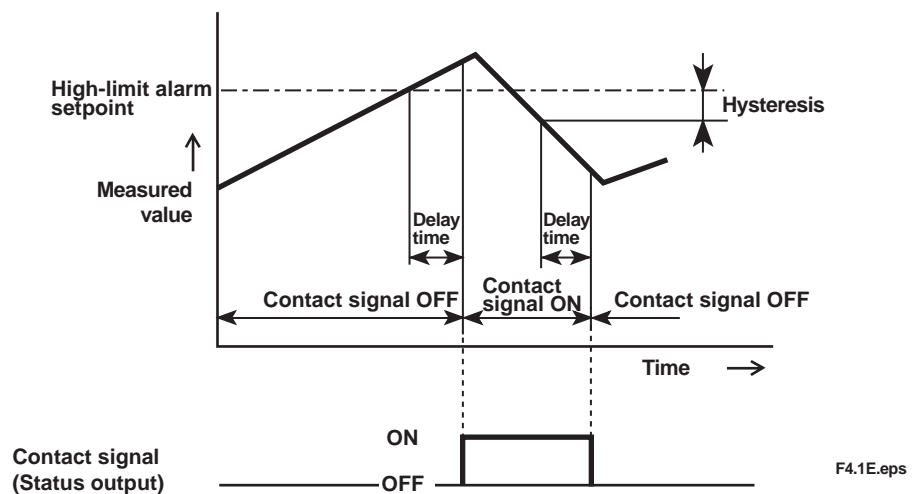 High-limit alarm
setpoint
Hysteresis
Measured
value
Delay
time
Delay
time
Contact signal OFF
Contact
signal ON
Contact signal OFF
Time
ON
Contact signal
(Status output)
OFF
F4.1E.eps